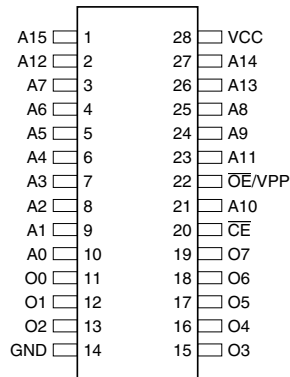 A15 1 28 VCC
A12 2 27 A14
A7 3 26 A13
A6 4 25 A8
A5 5 24 A9
A4 6 23 A11
A3 7 22 O̅E̅/VPP
A2 8 21 A10
A1 9 20 C̅E̅
A0 10 19 O7
O0 11 18 O6
O1 12 17 O5
O2 13 16 O4
GND 14 15 O3